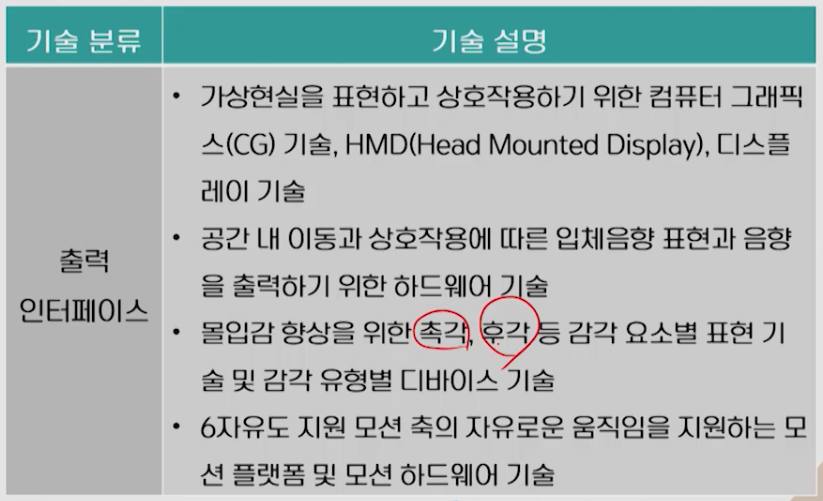 기술 분류
기술 설명
출력
인터페이스
• 가상현실을 표현하고 상호작용하기 위한 컴퓨터 그래픽
스(CG) 기술, HMD(Head Mounted Display), 디스플
레이 기술
• 공간 내 이동과 상호작용에 따른 입체음향 표현과 음향
을 출력하기 위한 하드웨어 기술
• 몰입감 향상을 위한 촉각, 후각 등 감각 요소별 표현 기
술 및 감각 유형별 디바이스 기술
• 6자유도 지원 모션 축의 자유로운 움직임을 지원하는 모
션 플랫폼 및 모션 하드웨어 기술